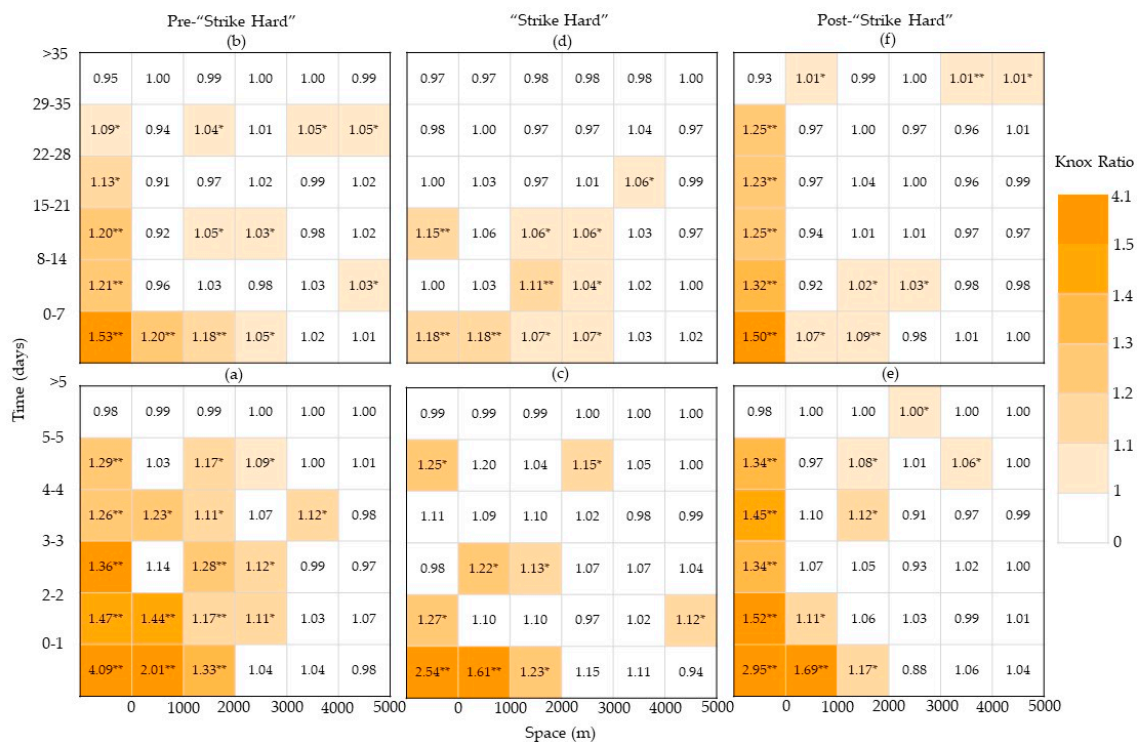 Pre-“Strike Hard” “Strike Hard” Post-“Strike Hard”
(b) (d) (f)
>35
0.95 1.00 0.99 1.00 1.00 0.99 0.97 0.97 0.98 0.98 0.98 1.00 0.93 1.01* 0.99 1.00 1.01** 1.01*
29-35
1.09* 0.94 1.04* 1.01 1.05* 1.05* 0.98 1.00 0.97 0.97 1.04 0.97 1.25** 0.97 1.00 0.97 0.96 1.01
22-28
Knox Ratio
1.13* 0.91 0.97 1.02 0.99 1.02 1.00 1.03 0.97 1.01 1.06* 0.99 1.23** 0.97 1.04 1.00 0.96 0.99
4.1
15-21
1.20** 0.92 1.05* 1.03* 0.98 1.02 1.15** 1.06 1.06* 1.06* 1.03 0.97 1.25** 0.94 1.01 1.01 0.97 0.97
1.5
8-14
1.21** 0.96 1.03 0.98 1.03 1.03* 1.00 1.03 1.11** 1.04* 1.02 1.00 1.32** 0.92 1.02* 1.03* 0.98 0.98
1.4
0-7
1.53** 1.20** 1.18** 1.05* 1.02 1.01 1.18** 1.18** 1.07* 1.07* 1.03 1.02 1.50** 1.07* 1.09** 0.98 1.01 1.00
1.3
Time (days)
(a) (c) (e)
>5
1.2
0.98 0.99 0.99 1.00 1.00 1.00 0.99 0.99 0.99 1.00 1.00 1.00 0.98 1.00 1.00 1.00* 1.00 1.00
5-5
1.1
1.29** 1.03 1.17* 1.09* 1.00 1.01 1.25* 1.20 1.04 1.15* 1.05 1.00 1.34** 0.97 1.08* 1.01 1.06* 1.00
4-4
1
1.26** 1.23* 1.11* 1.07 1.12* 0.98 1.11 1.09 1.10 1.02 0.98 0.99 1.45** 1.10 1.12* 0.91 0.97 0.99
3-3
0
1.36** 1.14 1.28** 1.12* 0.99 0.97 0.98 1.22* 1.13* 1.07 1.07 1.04 1.34** 1.07 1.05 0.93 1.02 1.00
2-2
1.47** 1.44** 1.17** 1.11* 1.03 1.07 1.27* 1.10 1.10 0.97 1.02 1.12* 1.52** 1.11* 1.06 1.03 0.99 1.01
0-1
4.09** 2.01** 1.33** 1.04 1.04 0.98 2.54** 1.61** 1.23* 1.15 1.11 0.94 2.95** 1.69** 1.17* 0.88 1.06 1.04
0 1000 2000 3000 4000 5000 0 1000 2000 3000 4000 5000 0 1000 2000 3000 4000 5000
Space (m)